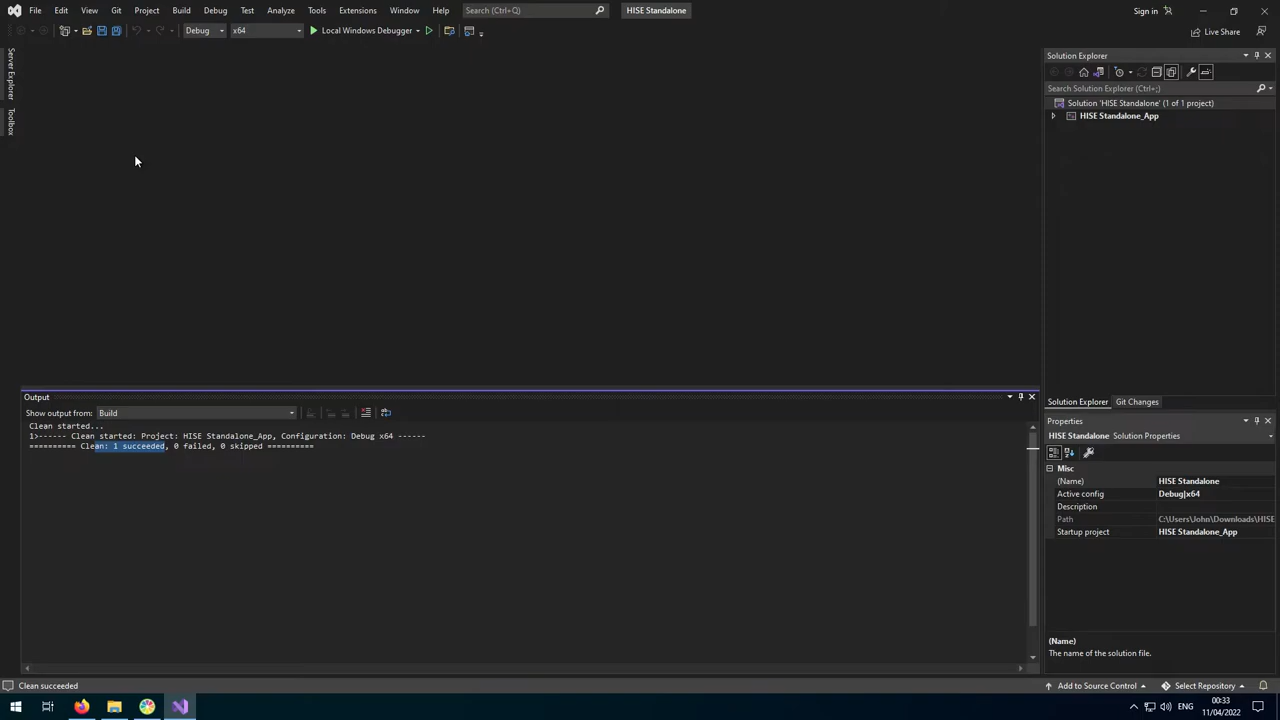 File Edit View Git Project Build Debug Test Analyze Tools Extensions Window Help Search (Ctrl+Q) HISE Standalone Sign in
Debug x64 Local Windows Debugger Live Share
Server Explorer
Toolbox
Solution Explorer
Search Solution Explorer (Ctrl+;)
Solution 'HISE Standalone' (1 of 1 project)
HISE Standalone_App
Output
Show output from: Build
Clean started...
1>------ Clean started: Project: HISE Standalone_App, Configuration: Debug x64 ------
========== Clean: 1 succeeded, 0 failed, 0 skipped ==========
Solution Explorer Git Changes
Properties
HISE Standalone Solution Properties
Misc
(Name) HISE Standalone
Active config Debug|x64
Description
Path C:\Users\John\Downloads\HISE
Startup project HISE Standalone_App
(Name)
The name of the solution file.
Clean succeeded Add to Source Control Select Repository
ENG 00:33
11/04/2022